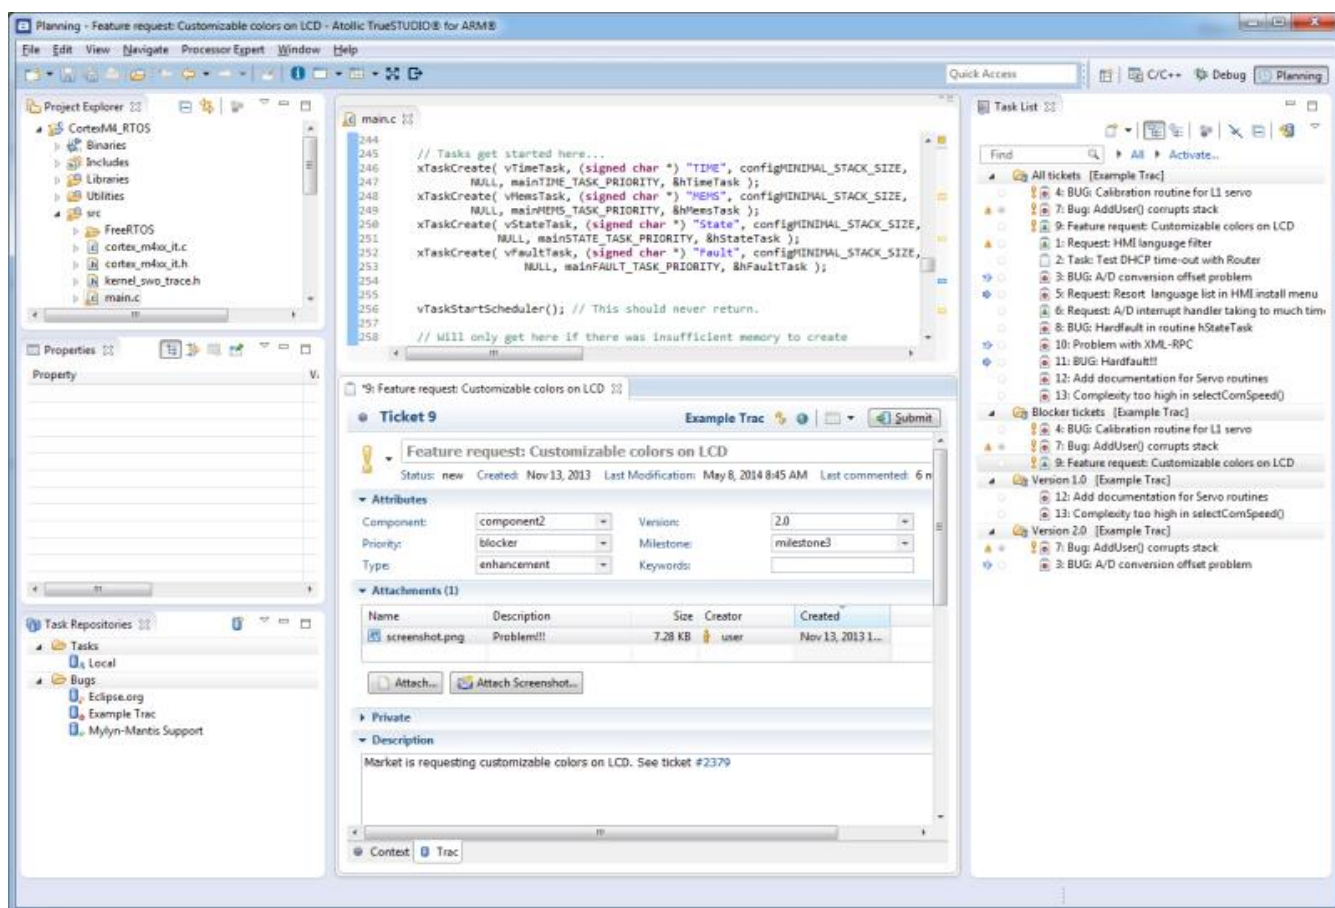 Planning - Feature request: Customizable colors on LCD - Atollic TrueSTUDIO® for ARM®
File Edit View Navigate Processor Expert Window Help
Quick Access
C/C++ Debug Planning
Project Explorer
CortexM4_RTOS
Binaries
Includes
Libraries
Utilities
src
FreeRTOS
cortex_m4xx_it.c
cortex_m4xx_it.h
kernel_swo_trace.h
main.c
Properties
Property V.
Task Repositories
Tasks
Local
Bugs
Eclipse.org
Example Trac
Mylyn-Mantis Support
main.c
244
245 // Tasks get started here...
246 xTaskCreate( vTimeTask, (signed char *) "TIME", configMINIMAL_STACK_SIZE,
247 NULL, mainTIME_TASK_PRIORITY, &hTimeTask );
248 xTaskCreate( vMemsTask, (signed char *) "MEMS", configMINIMAL_STACK_SIZE,
249 NULL, mainMEMS_TASK_PRIORITY, &hMemsTask );
250 xTaskCreate( vStateTask, (signed char *) "State", configMINIMAL_STACK_SIZE,
251 NULL, mainSTATE_TASK_PRIORITY, &hStateTask );
252 xTaskCreate( vFaultTask, (signed char *) "Fault", configMINIMAL_STACK_SIZE,
253 NULL, mainFAULT_TASK_PRIORITY, &hFaultTask );
254
255
256 vTaskStartScheduler(); // This should never return.
257
258 // Will only get here if there was insufficient memory to create
*9: Feature request: Customizable colors on LCD
Ticket 9 Example Trac Submit
Feature request: Customizable colors on LCD
Status: new Created: Nov 13, 2013 Last Modification: May 8, 2014 8:45 AM Last commented: 6 m
Attributes
Component: component2 Version: 2.0
Priority: blocker Milestone: milestone3
Type: enhancement Keywords:
Attachments (1)
Name Description Size Creator Created
screenshot.png Problem!!! 7.28 KB user Nov 13, 2013 1...
Attach... Attach Screenshot...
Private
Description
Market is requesting customizable colors on LCD. See ticket #2379
Context Trac
Task List
Find All Activate...
All tickets [Example Trac]
4: BUG: Calibration routine for L1 servo
7: Bug: AddUser() corrupts stack
9: Feature request: Customizable colors on LCD
1: Request: HMI language filter
2: Task: Test DHCP time-out with Router
3: BUG: A/D conversion offset problem
5: Request: Resort language list in HMI install menu
6: Request: A/D interrupt handler taking to much tim
8: BUG: Hardfault in routine hStateTask
10: Problem with XML-RPC
11: BUG: Hardfault!!!
12: Add documentation for Servo routines
13: Complexity too high in selectComSpeed()
Blocker tickets [Example Trac]
4: BUG: Calibration routine for L1 servo
7: Bug: AddUser() corrupts stack
9: Feature request: Customizable colors on LCD
Version 1.0 [Example Trac]
12: Add documentation for Servo routines
13: Complexity too high in selectComSpeed()
Version 2.0 [Example Trac]
7: Bug: AddUser() corrupts stack
3: BUG: A/D conversion offset problem